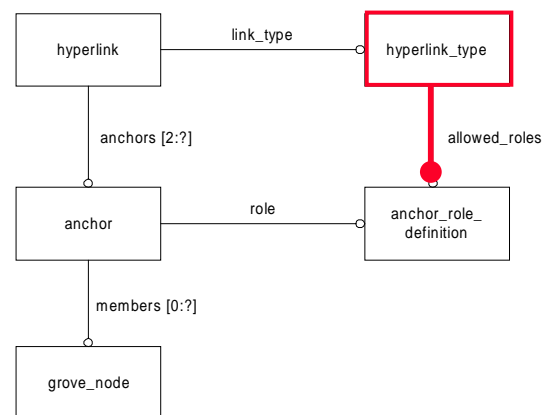 hyperlink
link_type
hyperlink_type
anchors [2:?]
allowed_roles
anchor
role
anchor_role_
definition
members [0:?]
grove_node